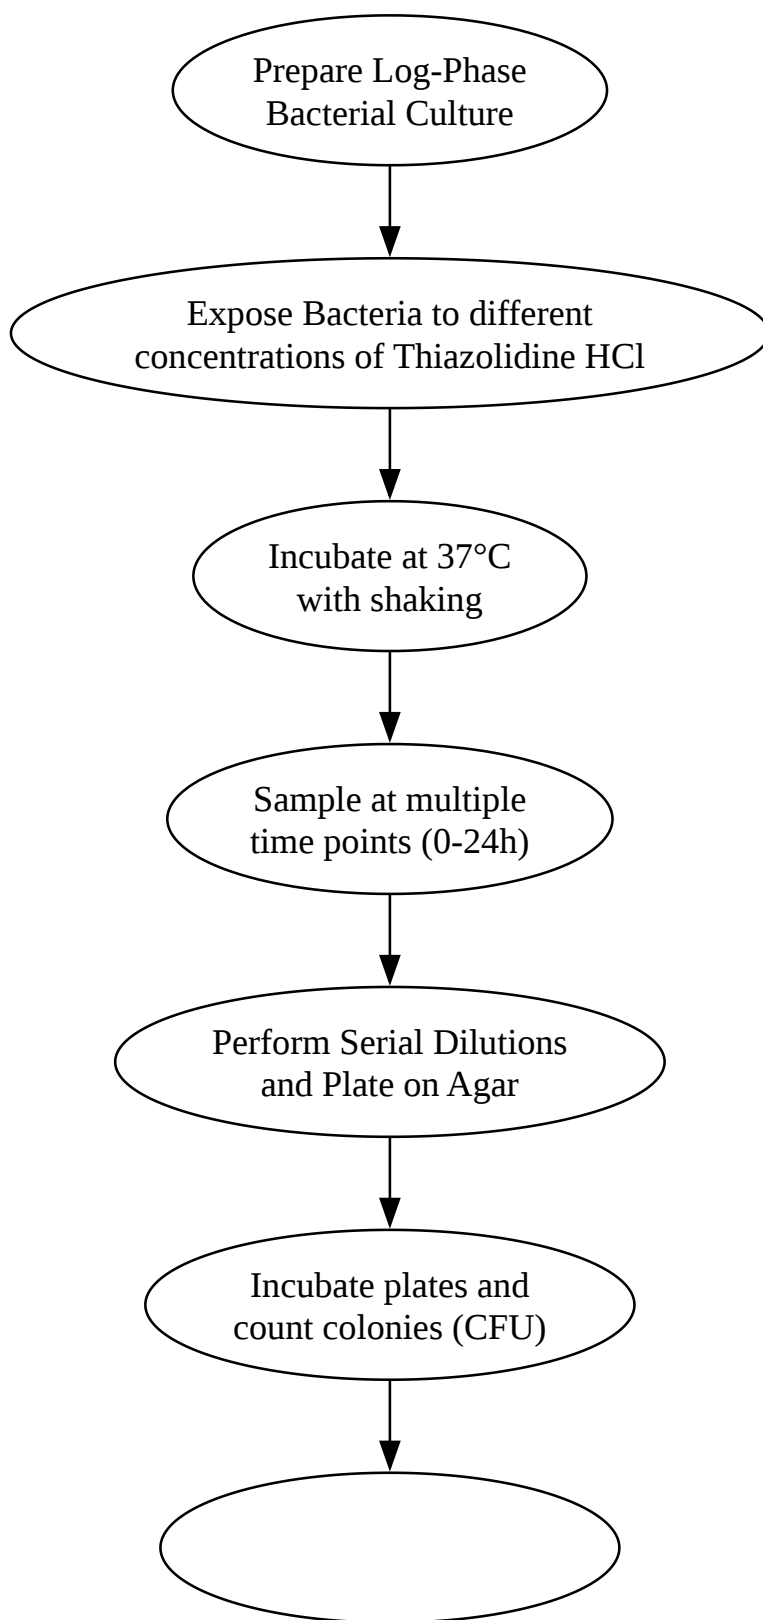 Prepare Log-Phase
Bacterial Culture
Expose Bacteria to different
concentrations of Thiazolidine HCl
Incubate at 37°C
with shaking
Sample at multiple
time points (0-24h)
Perform Serial Dilutions
and Plate on Agar
Incubate plates and
count colonies (CFU)